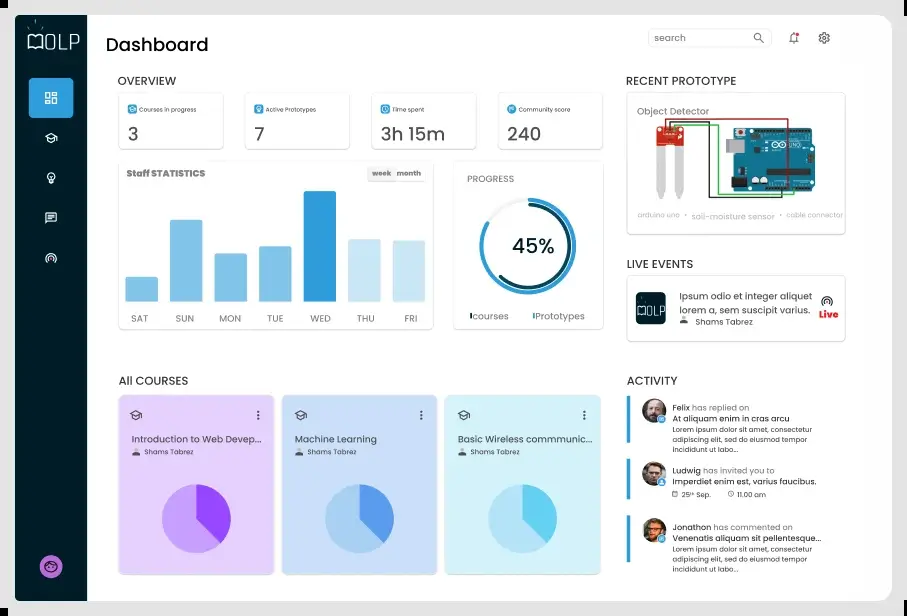 MOLP
Dashboard
search
OVERVIEW
Courses in progress
3
Active Prototypes
7
Time spent
3h 15m
Community score
240
Staff STATISTICS
week month
SAT SUN MON TUE WED THU FRI
PROGRESS
45%
courses
Prototypes
RECENT PROTOTYPE
Object Detector
UNO
arduino uno • soil-moisture sensor • cable connector
LIVE EVENTS
MOLP
Ipsum odio et integer aliquet
lorem a, sem suscipit varius.
Shams Tabrez
Live
All COURSES
Introduction to Web Devep...
Shams Tabrez
Machine Learning
Shams Tabrez
Basic Wireless commmunic...
Shams Tabrez
ACTIVITY
Felix has replied on
At aliquam enim in cras arcu
Lorem ipsum dolor sit amet, consectetur
adipiscing elit, sed do eiusmod tempor
incididunt ut labo...
Ludwig has invited you to
Imperdiet enim est, varius faucibus.
25th Sep. 11.00 am
Jonathon has commented on
Venenatis aliquam sit pellentesque...
Lorem ipsum dolor sit amet, consectetur
adipiscing elit, sed do eiusmod tempor
incididunt ut labo...